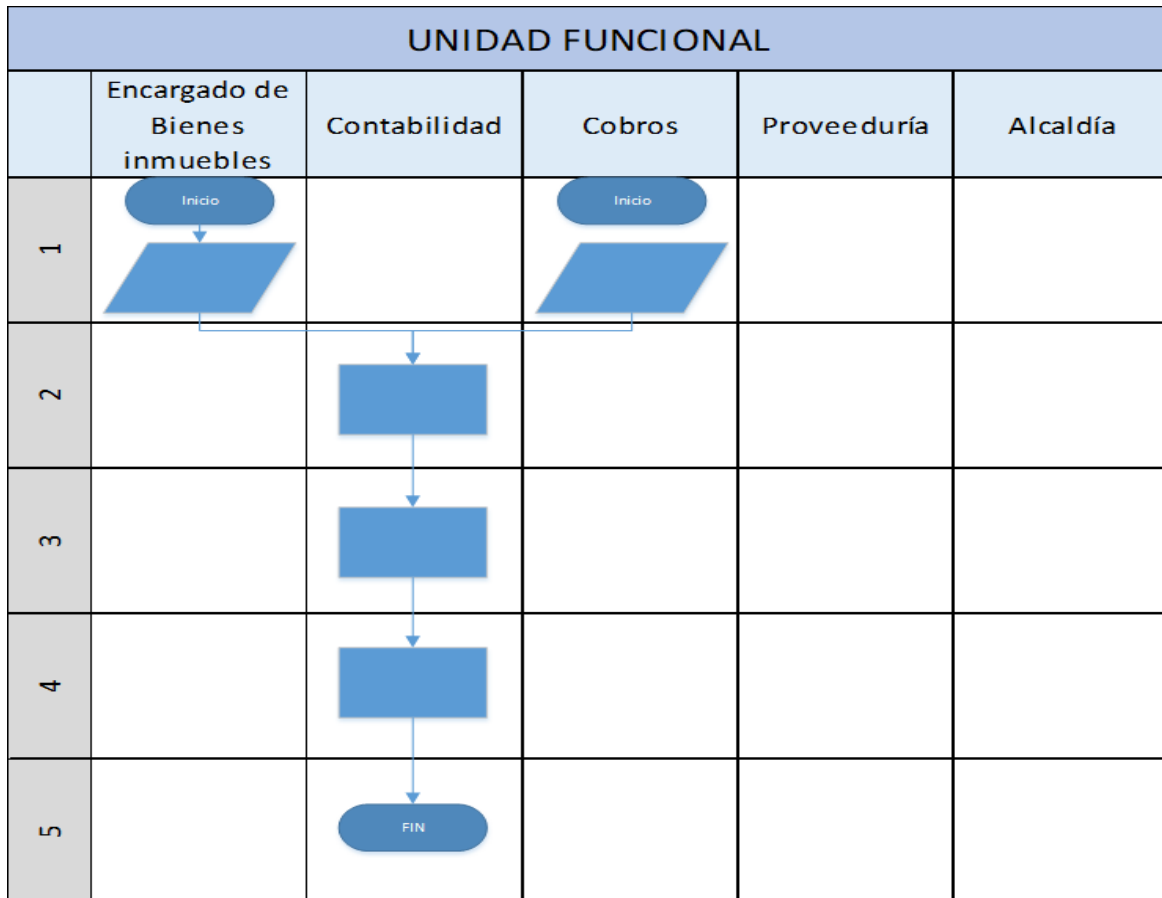 UNIDAD FUNCIONAL
Encargado de
Bienes
inmuebles
Contabilidad
Cobros
Proveeduría
Alcaldía
1
Inicio
Inicio
2
3
4
5
FIN